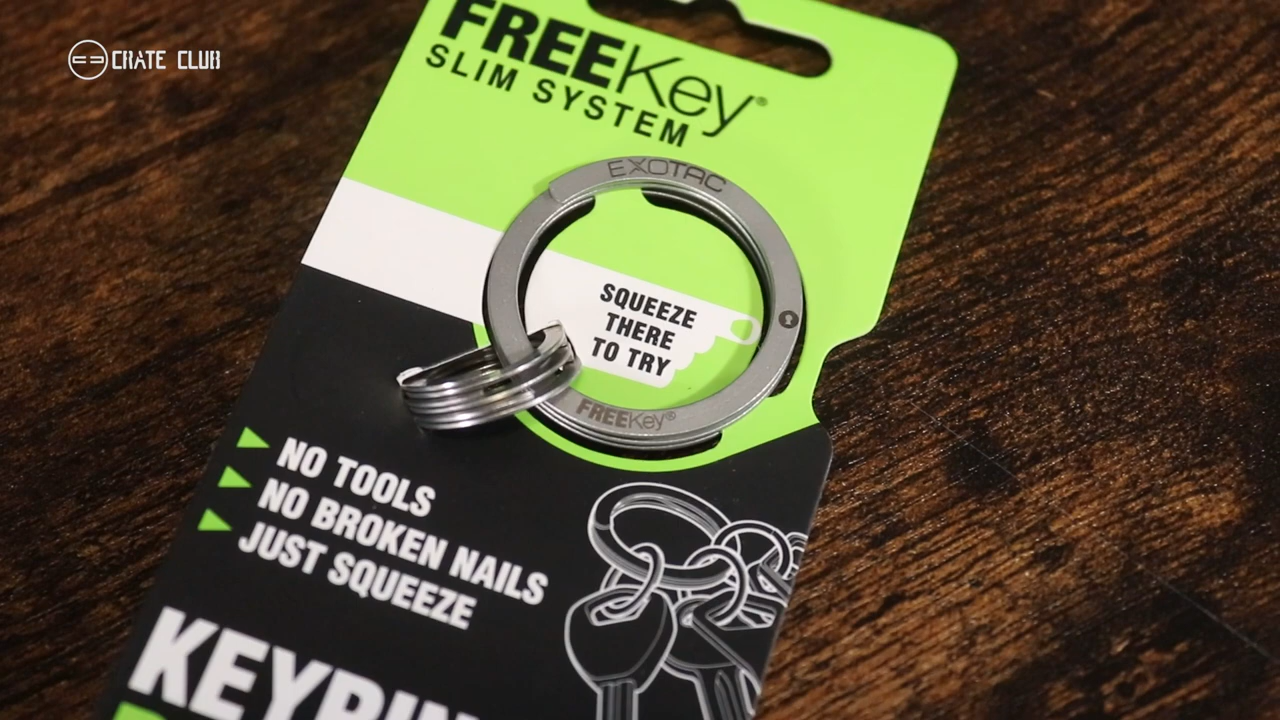 CRATE CLUB
FREEKey®
SLIM SYSTEM
EXOTAC
SQUEEZE
THERE
TO TRY
FREEKey®
NO TOOLS
NO BROKEN NAILS
JUST SQUEEZE